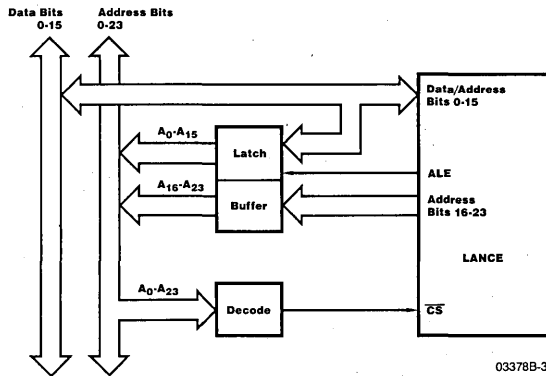 Data Bits
0-15
Address Bits
0-23
Data/Address
Bits 0-15
A0-A15
Latch
ALE
A16-A23
Buffer
Address
Bits 16-23
LANCE
A0-A23
Decode
CS
03378B-3